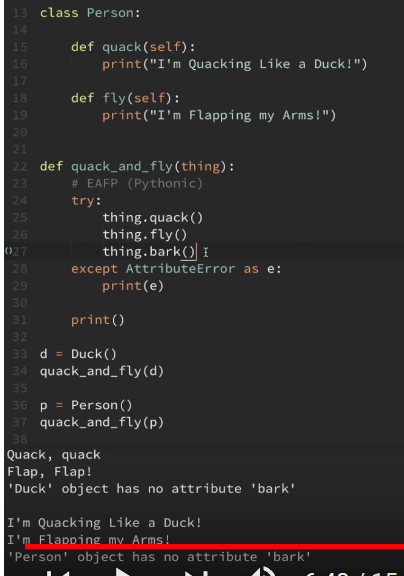 13 class Person:
14
15 def quack(self):
16 print("I'm Quacking Like a Duck!")
17
18 def fly(self):
19 print("I'm Flapping my Arms!")
20
21
22 def quack_and_fly(thing):
23 # EAFP (Pythonic)
24 try:
25 thing.quack()
26 thing.fly()
27 thing.bark()
28 except AttributeError as e:
29 print(e)
30
31 print()
32
33 d = Duck()
34 quack_and_fly(d)
35
36 p = Person()
37 quack_and_fly(p)
38
Quack, quack
Flap, Flap!
'Duck' object has no attribute 'bark'
I'm Quacking Like a Duck!
I'm Flapping my Arms!
'Person' object has no attribute 'bark'